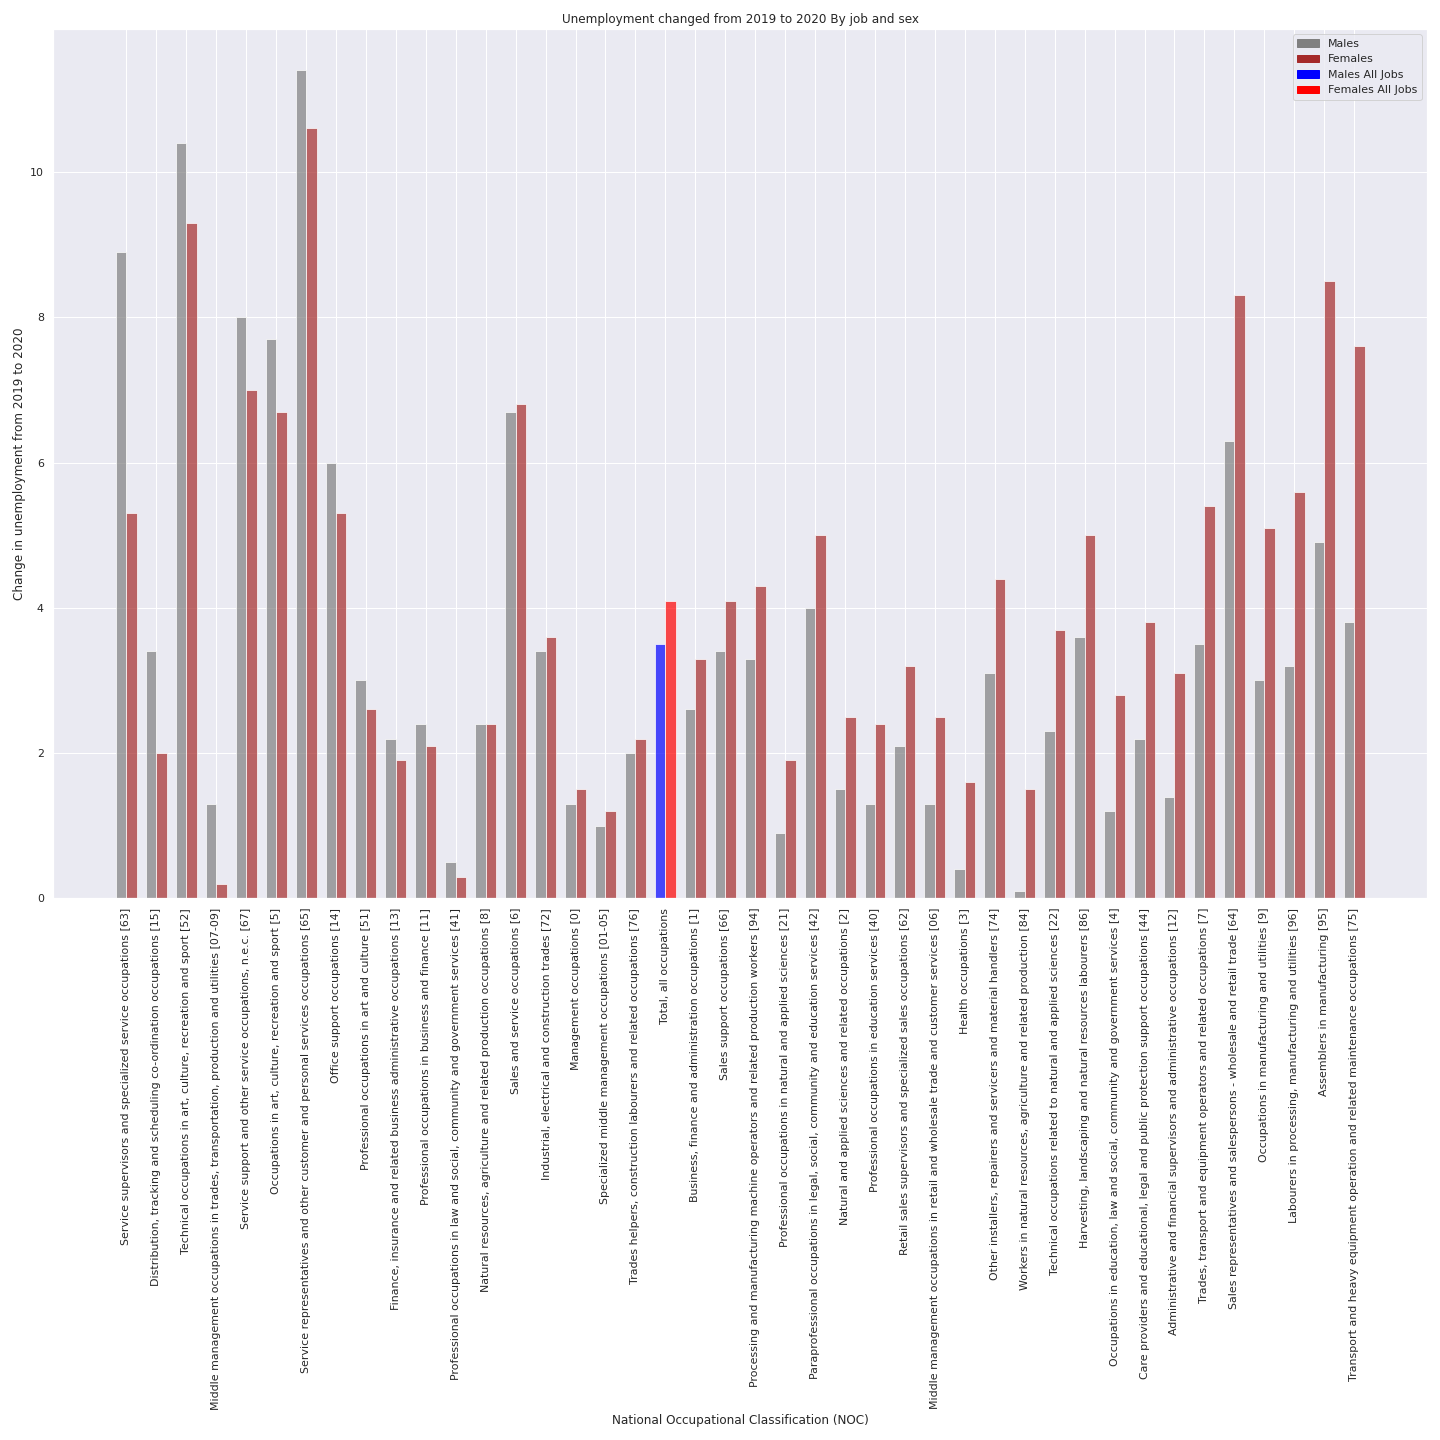 Unemployment changed from 2019 to 2020 By job and sex
Males
Females
Males All Jobs
Females All Jobs
Change in unemployment from 2019 to 2020
10
8
6
4
2
0
Service supervisors and specialized service occupations [63]
Distribution, tracking and scheduling co-ordination occupations [15]
Technical occupations in art, culture, recreation and sport [52]
Middle management occupations in trades, transportation, production and utilities [07-09]
Service support and other service occupations, n.e.c. [67]
Occupations in art, culture, recreation and sport [5]
Service representatives and other customer and personal services occupations [65]
Office support occupations [14]
Professional occupations in art and culture [51]
Finance, insurance and related business administrative occupations [13]
Professional occupations in business and finance [11]
Professional occupations in law and social, community and government services [41]
Natural resources, agriculture and related production occupations [8]
Sales and service occupations [6]
Industrial, electrical and construction trades [72]
Management occupations [0]
Specialized middle management occupations [01-05]
Trades helpers, construction labourers and related occupations [76]
Total, all occupations
Business, finance and administration occupations [1]
Sales support occupations [66]
Processing and manufacturing machine operators and related production workers [94]
Professional occupations in natural and applied sciences [21]
Paraprofessional occupations in legal, social, community and education services [42]
Natural and applied sciences and related occupations [2]
Professional occupations in education services [40]
Retail sales supervisors and specialized sales occupations [62]
Middle management occupations in retail and wholesale trade and customer services [06]
Health occupations [3]
Other installers, repairers and servicers and material handlers [74]
Workers in natural resources, agriculture and related production [84]
Technical occupations related to natural and applied sciences [22]
Harvesting, landscaping and natural resources labourers [86]
Occupations in education, law and social, community and government services [4]
Care providers and educational, legal and public protection support occupations [44]
Administrative and financial supervisors and administrative occupations [12]
Trades, transport and equipment operators and related occupations [7]
Sales representatives and salespersons - wholesale and retail trade [64]
Occupations in manufacturing and utilities [9]
Labourers in processing, manufacturing and utilities [96]
Assemblers in manufacturing [95]
Transport and heavy equipment operation and related maintenance occupations [75]
National Occupational Classification (NOC)